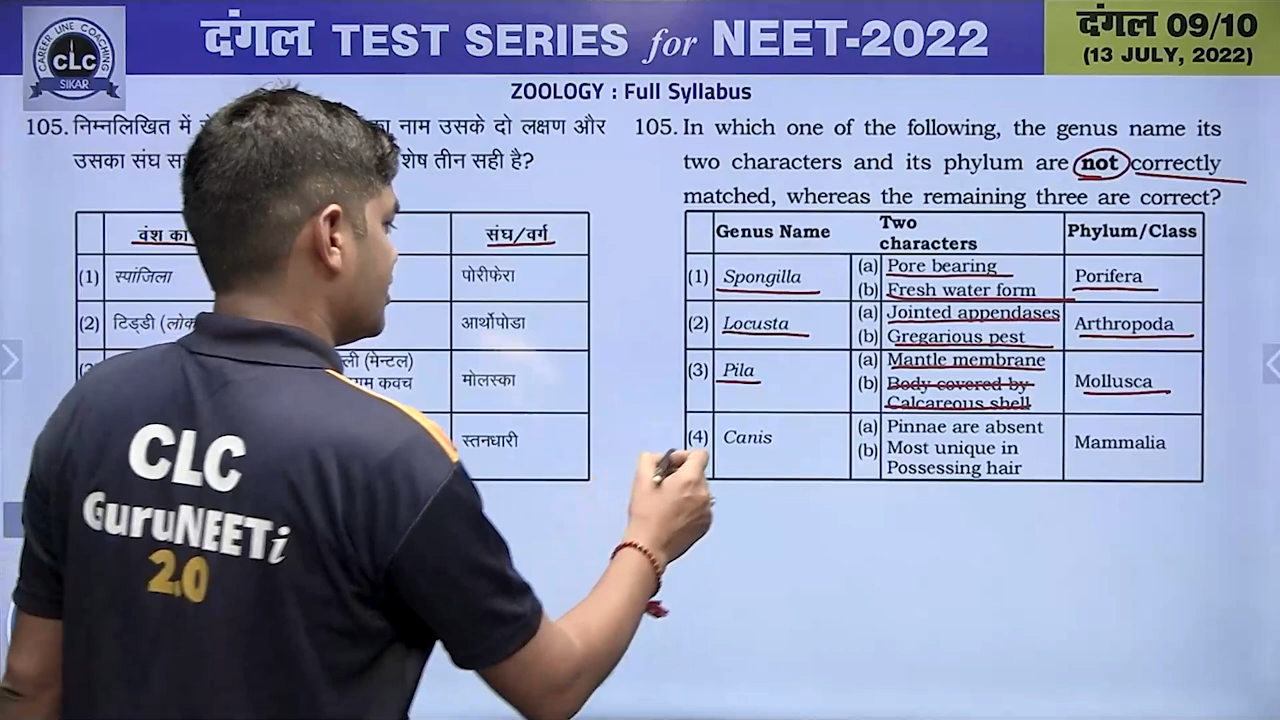 दंगल TEST SERIES for NEET-2022
दंगल 09/10
(13 JULY, 2022)
CAREER LINE COACHING
CLC
SIKAR
ZOOLOGY : Full Syllabus
105. निम्नलिखित में नाम उसके दो लक्षण और
उसका संघ शेष तीन सही है?
वंश का संघ/वर्ग
(1) स्पांजिला पोरीफेरा
(2) टिड्डी आर्थोपोडा
(मेन्टल)
कवच
मोलस्का
स्तनधारी
105. In which one of the following, the genus name its
two characters and its phylum are not correctly
matched, whereas the remaining three are correct?
Genus Name Two characters Phylum/Class
(1) Spongilla (a) Pore bearing Porifera
(b) Fresh water form
(2) Locusta (a) Jointed appendases Arthropoda
(b) Gregarious pest
(3) Pila (a) Mantle membrane Mollusca
(b) Body covered by
Calcareous shell
(4) Canis (a) Pinnae are absent Mammalia
(b) Most unique in
Possessing hair
CLC
GuruNEETi
2.0